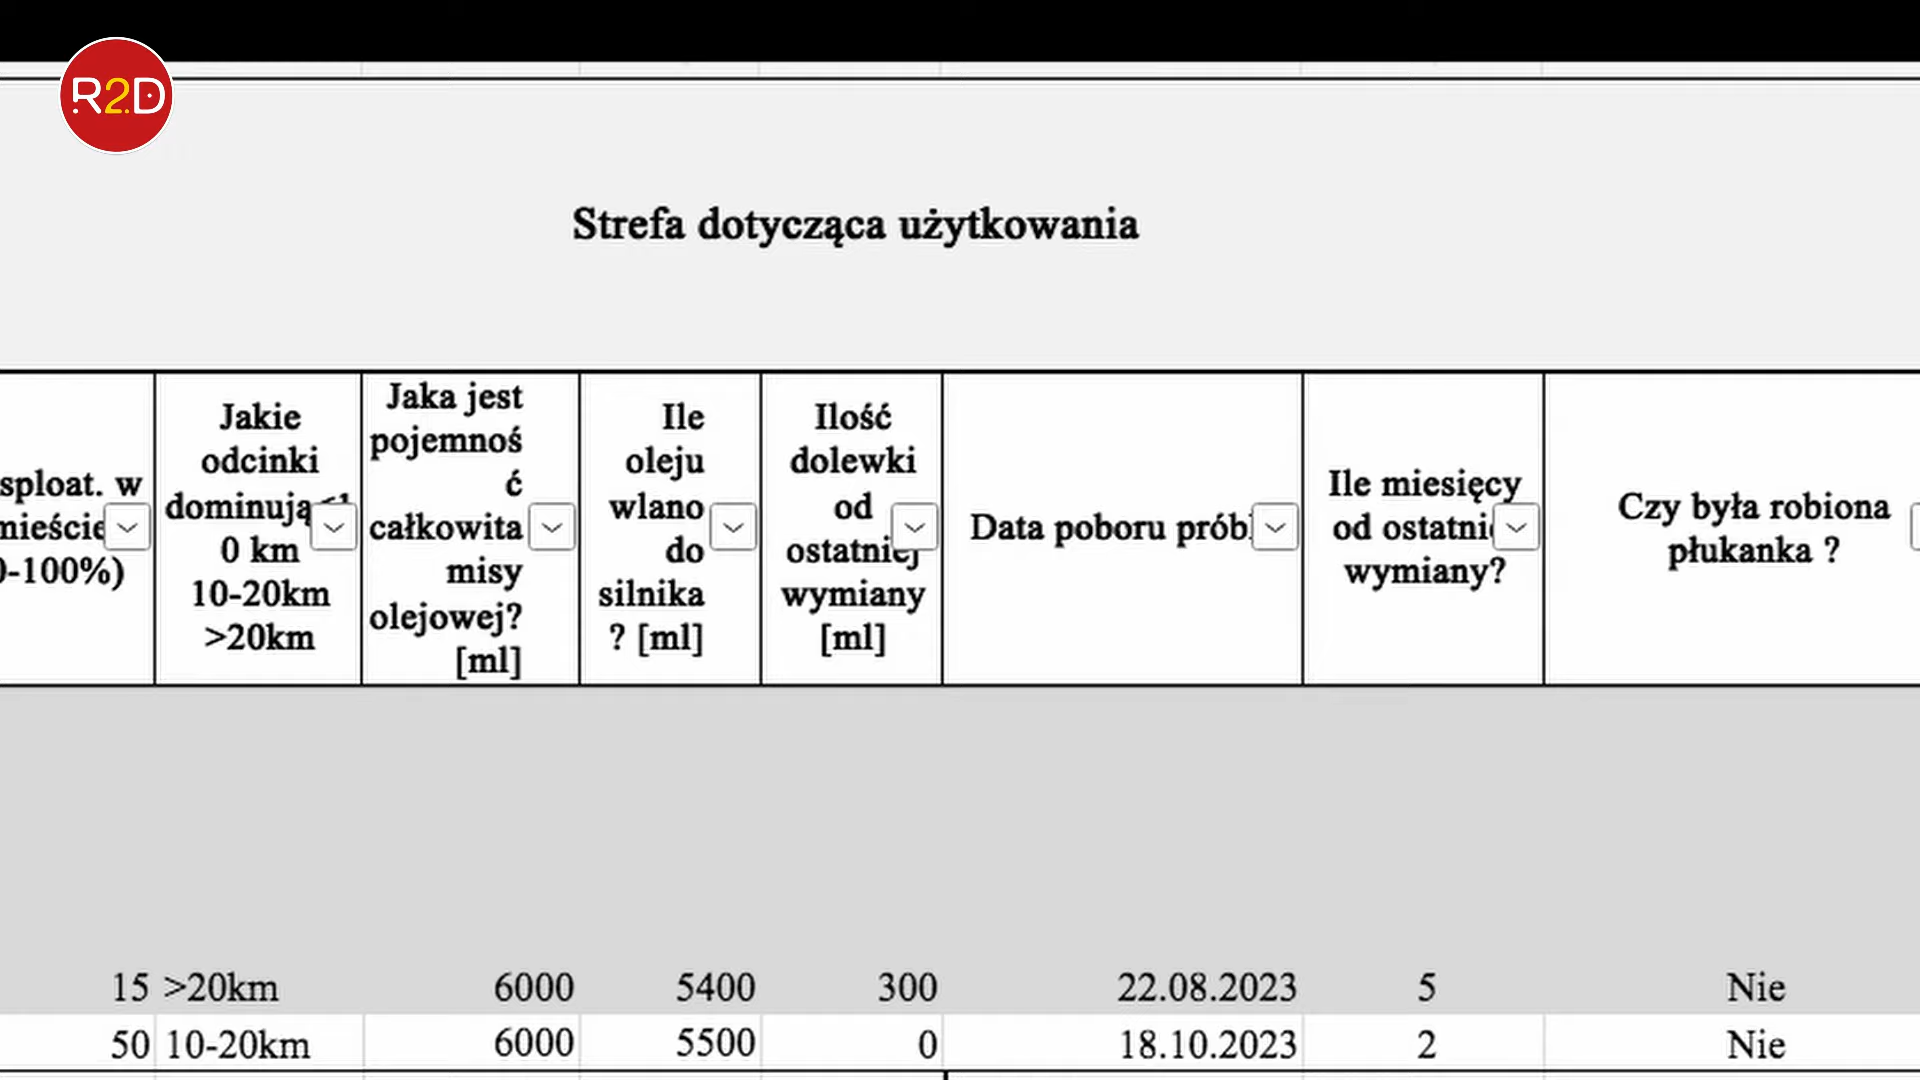 R2D
Strefa dotycząca użytkowania
sploat. w
mieście
0-100%)
Jakie
odcinki
0 km
10-20km
>20km
Jaka jest
pojemnoś
ć
całkowita
misy
olejowej?
[ml]
Ile
oleju
wlano
do
silnika
? [ml]
Ilość
dolewki
od
ostatniej
wymiany
[ml]
Data poboru prób
Ile miesięcy
od ostatni
wymiany?
Czy była robiona
płukanka ?
15 >20km 6000 5400 300 22.08.2023 5 Nie
50 10-20km 6000 5500 0 18.10.2023 2 Nie